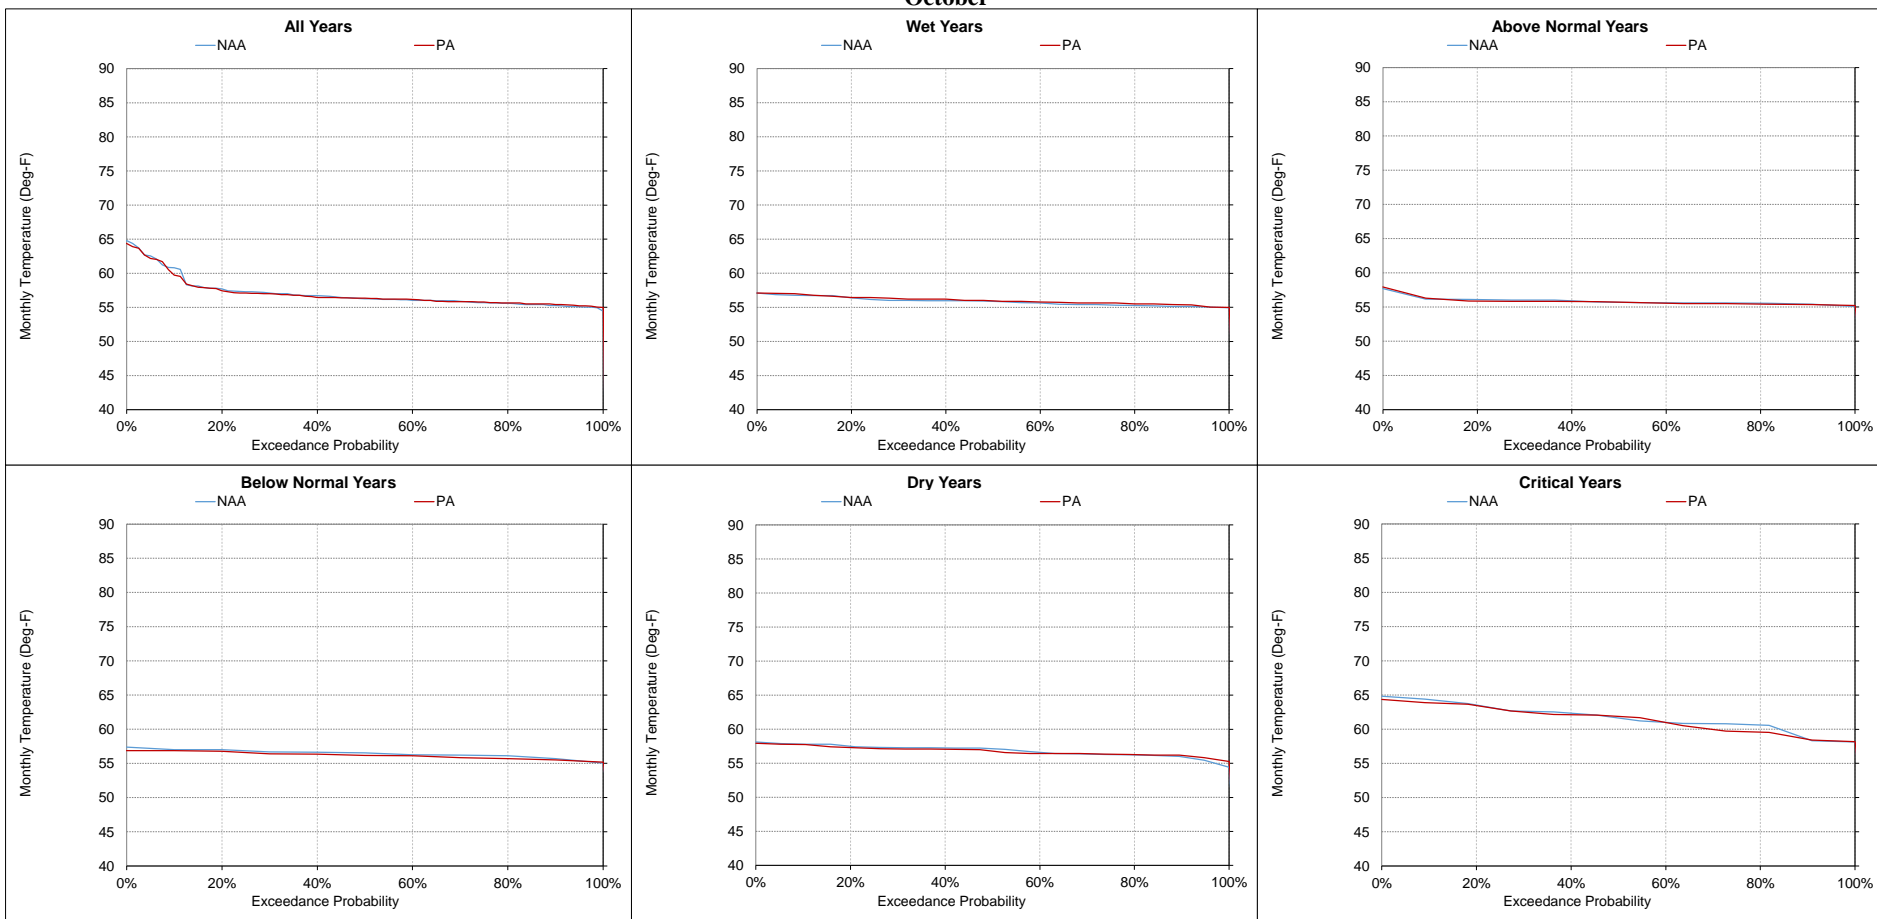 October
All Years
NAA PA
Monthly Temperature (Deg-F)
90
85
80
75
70
65
60
55
50
45
40
0% 20% 40% 60% 80% 100%
Exceedance Probability
Wet Years
NAA PA
Monthly Temperature (Deg-F)
90
85
80
75
70
65
60
55
50
45
40
0% 20% 40% 60% 80% 100%
Exceedance Probability
Above Normal Years
NAA PA
Monthly Temperature (Deg-F)
90
85
80
75
70
65
60
55
50
45
40
0% 20% 40% 60% 80% 100%
Exceedance Probability
Below Normal Years
NAA PA
Monthly Temperature (Deg-F)
90
85
80
75
70
65
60
55
50
45
40
0% 20% 40% 60% 80% 100%
Exceedance Probability
Dry Years
NAA PA
Monthly Temperature (Deg-F)
90
85
80
75
70
65
60
55
50
45
40
0% 20% 40% 60% 80% 100%
Exceedance Probability
Critical Years
NAA PA
Monthly Temperature (Deg-F)
90
85
80
75
70
65
60
55
50
45
40
0% 20% 40% 60% 80% 100%
Exceedance Probability